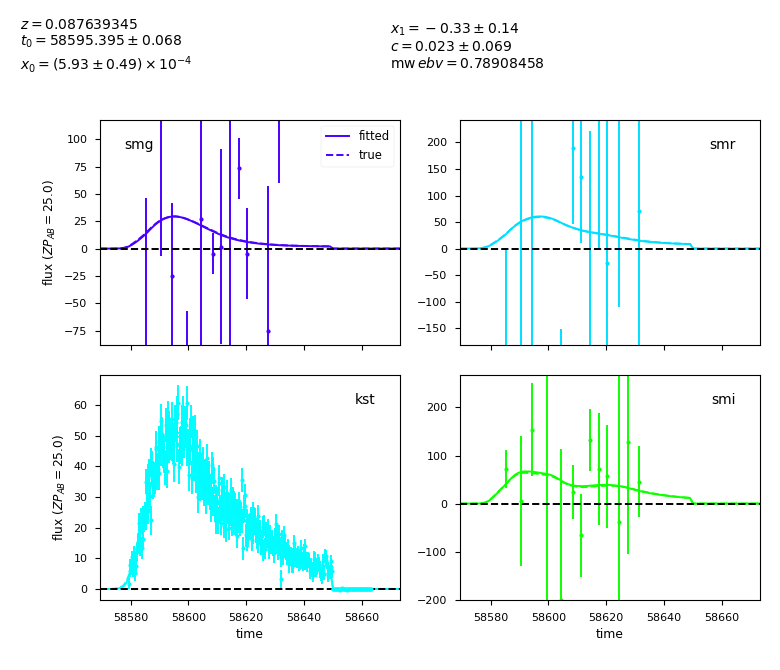 z = 0.087639345
t₀ = 58595.395 ± 0.068
x₀ = (5.93 ± 0.49) × 10⁻⁴
x₁ = −0.33 ± 0.14
c = 0.023 ± 0.069
mw ebv = 0.78908458
smg
fitted
true
100
75
50
25
0
−25
−50
−75
flux (ZP_AB = 25.0)
smr
200
150
100
50
0
−50
−100
−150
kst
60
50
40
30
20
10
0
flux (ZP_AB = 25.0)
58580 58600 58620 58640 58660
time
smi
200
100
0
−100
−200
58580 58600 58620 58640 58660
time